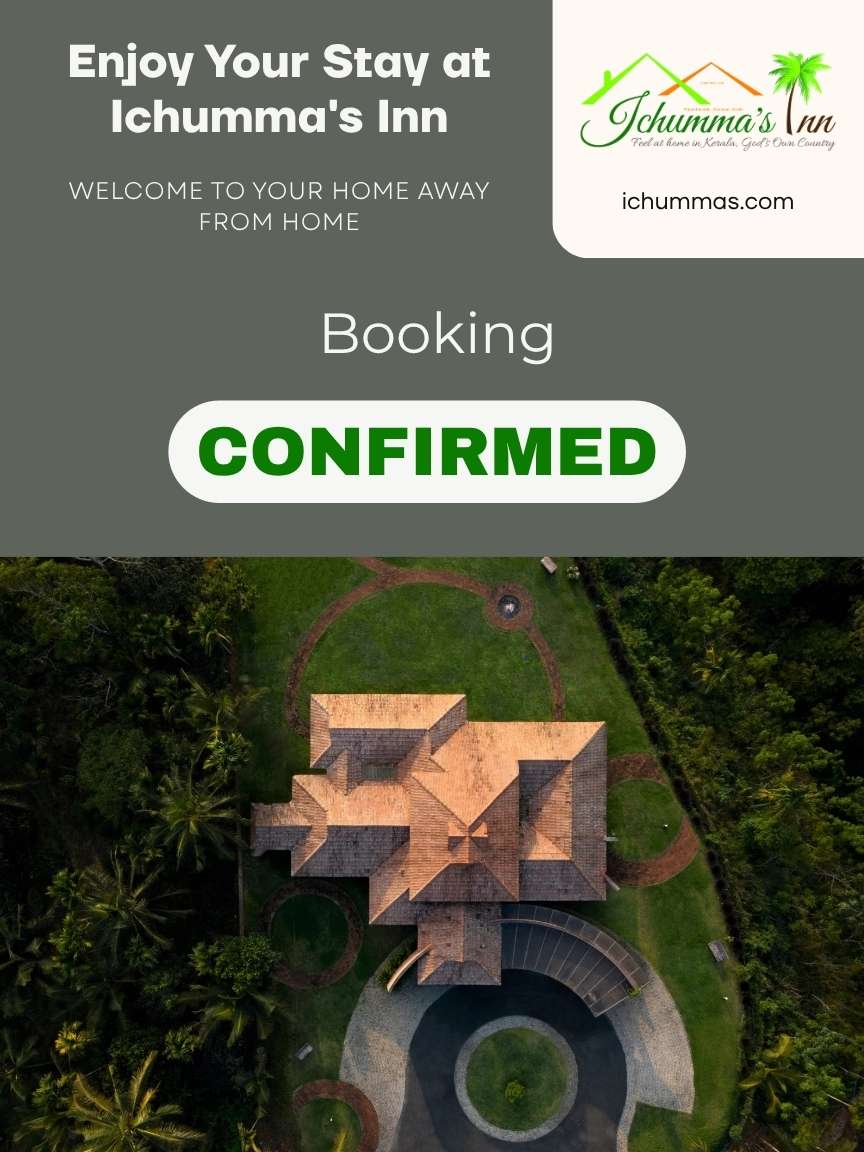 Enjoy Your Stay at
Ichumma's Inn
WELCOME TO YOUR HOME AWAY
FROM HOME
Ichumma's Inn
Feel at home in Kerala, God's Own Country
ichummas.com
Booking
CONFIRMED